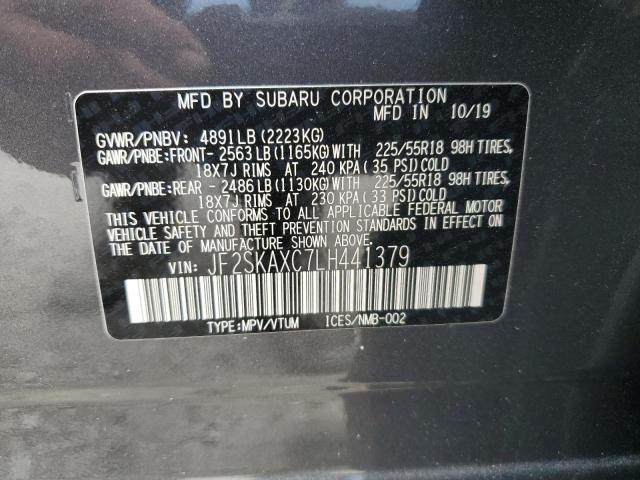 MFD BY SUBARU CORPORATION
MFD IN 10/19
GVWR/PNBV: 4891LB (2223KG)
GAWR/PNBE:FRONT- 2563LB (1165KG) WITH 225/55R18 98H TIRES,
18X7J RIMS AT 240 KPA (35 PSI) COLD
GAWR/PNBE:REAR - 2486LB (1130KG) WITH 225/55R18 98H TIRES,
18X7J RIMS AT 230 KPA (33 PSI) COLD
THIS VEHICLE CONFORMS TO ALL APPLICABLE FEDERAL MOTOR
VEHICLE SAFETY AND THEFT PREVENTION STANDARDS IN EFFECT ON
THE DATE OF MANUFACTURE SHOWN ABOVE.
VIN: JF2SKAXC7LH441379
TYPE:MPV/VTUM ICES/NMB-002